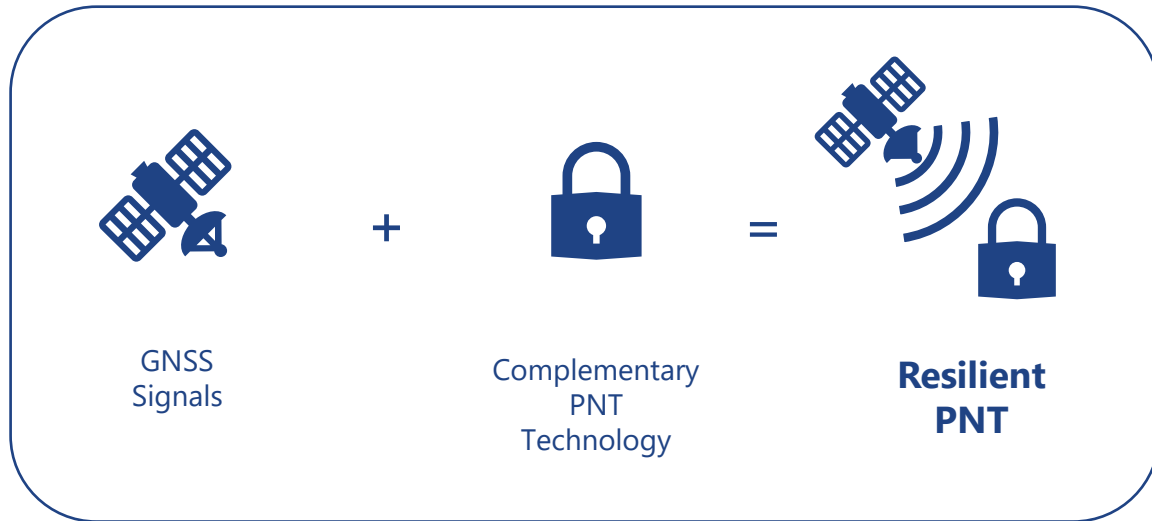 +
=
GNSS
Signals
Complementary
PNT
Technology
Resilient
PNT